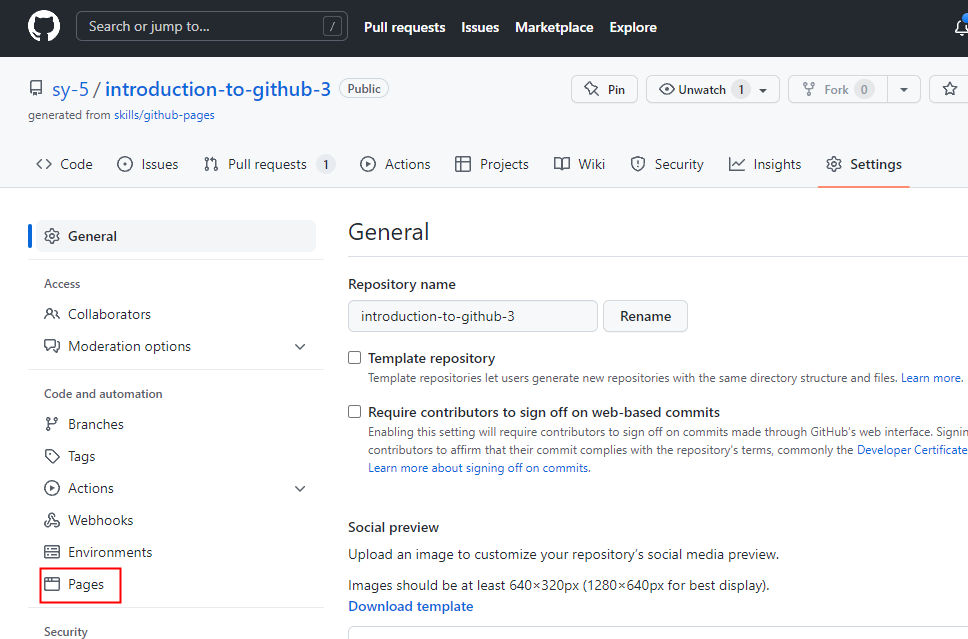 Search or jump to... /
Pull requests Issues Marketplace Explore
sy-5 / introduction-to-github-3 Public
Pin
Unwatch 1
Fork 0
generated from skills/github-pages
Code Issues Pull requests 1 Actions Projects Wiki Security Insights Settings
General
Access
Collaborators
Moderation options
Code and automation
Branches
Tags
Actions
Webhooks
Environments
Pages
Security
General
Repository name
introduction-to-github-3 Rename
Template repository
Template repositories let users generate new repositories with the same directory structure and files. Learn more.
Require contributors to sign off on web-based commits
Enabling this setting will require contributors to sign off on commits made through GitHub's web interface. Signin
contributors to affirm that their commit complies with the repository's terms, commonly the Developer Certificate
Learn more about signing off on commits.
Social preview
Upload an image to customize your repository's social media preview.
Images should be at least 640×320px (1280×640px for best display).
Download template